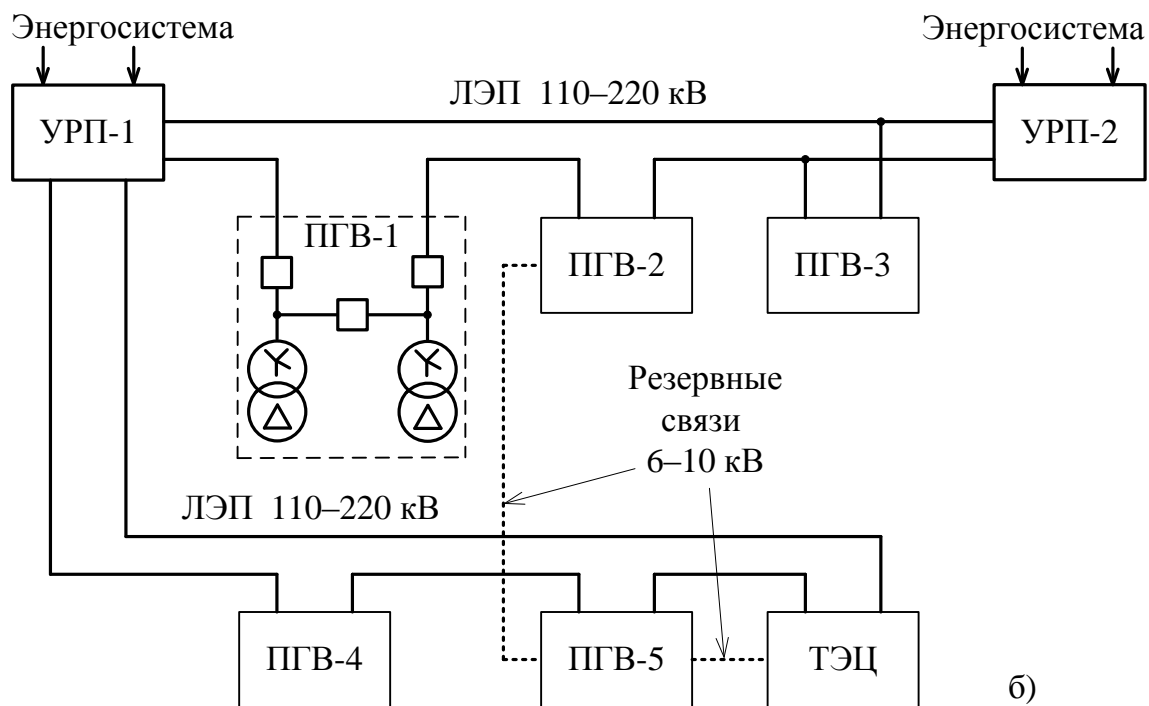 Энергосистема
Энергосистема
ЛЭП 110–220 кВ
УРП-1
УРП-2
ПГВ-1
ПГВ-2
ПГВ-3
Резервные
связи
6–10 кВ
ЛЭП 110–220 кВ
ПГВ-4
ПГВ-5
ТЭЦ
б)